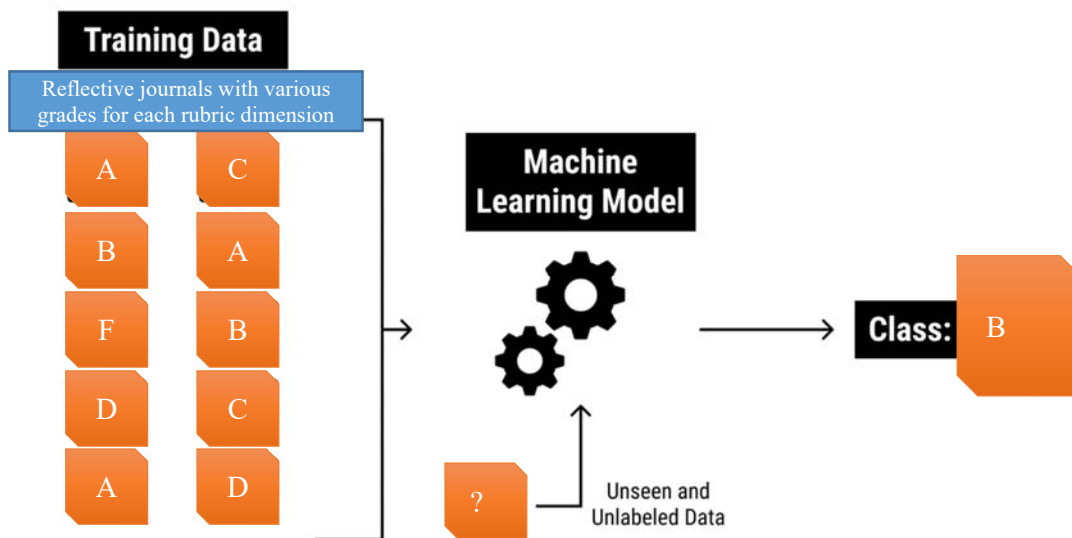 Training Data
Reflective journals with various
grades for each rubric dimension
A C
B A
F B
D C
A D
Machine
Learning Model
?
Unseen and
Unlabeled Data
Class: B